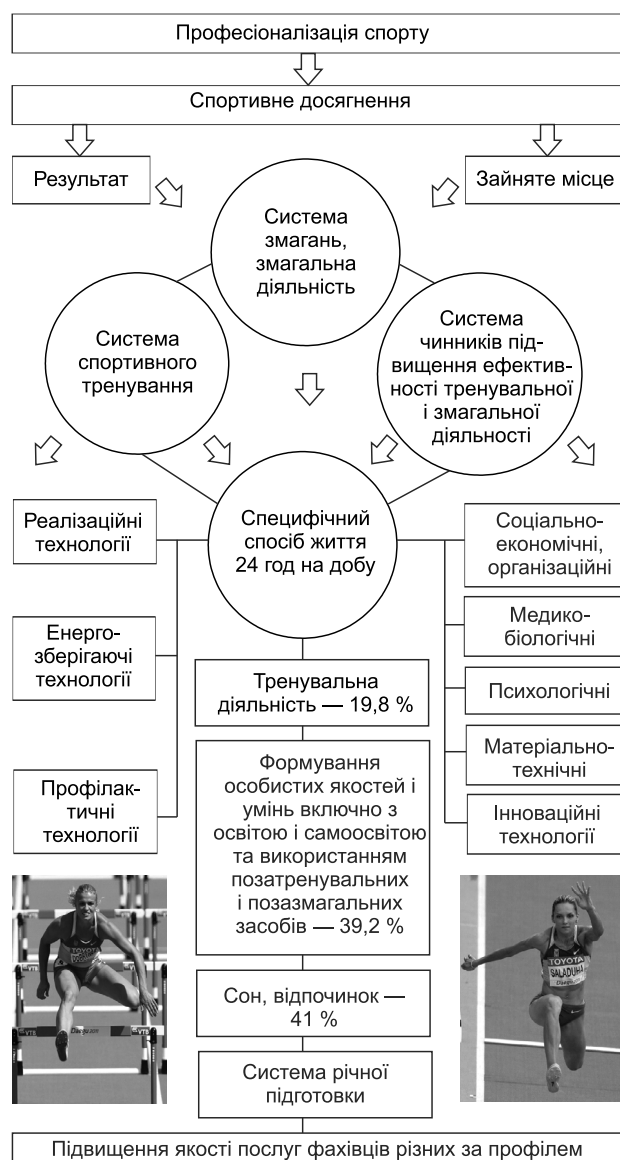 Професіоналізація спорту
Спортивне досягнення
Результат
Зайняте місце
Система
змагань,
змагальна
діяльність
Система
спортивного
тренування
Система
чинників під-
вищення ефектив-
ності тренувальної
і змагальної
діяльності
Специфічний
спосіб життя
24 год на добу
Реалізаційні
технології
Енерго-
зберігаючі
технології
Профілак-
тичні
технології
Соціально-
економічні,
організаційні
Медико-
біологічні
Психологічні
Матеріально-
технічні
Інноваційні
технології
Тренувальна
діяльність — 19,8 %
Формування
особистих якостей і
умінь включно з
освітою і самоосвітою
та використанням
позатренувальних
і позазмагальних
засобів — 39,2 %
Сон, відпочинок —
41 %
Система річної
підготовки
TOYOTA
SALADUHA
Daegu
TOYOTA
Daegu 2011
Підвищення якості послуг фахівців різних за профілем